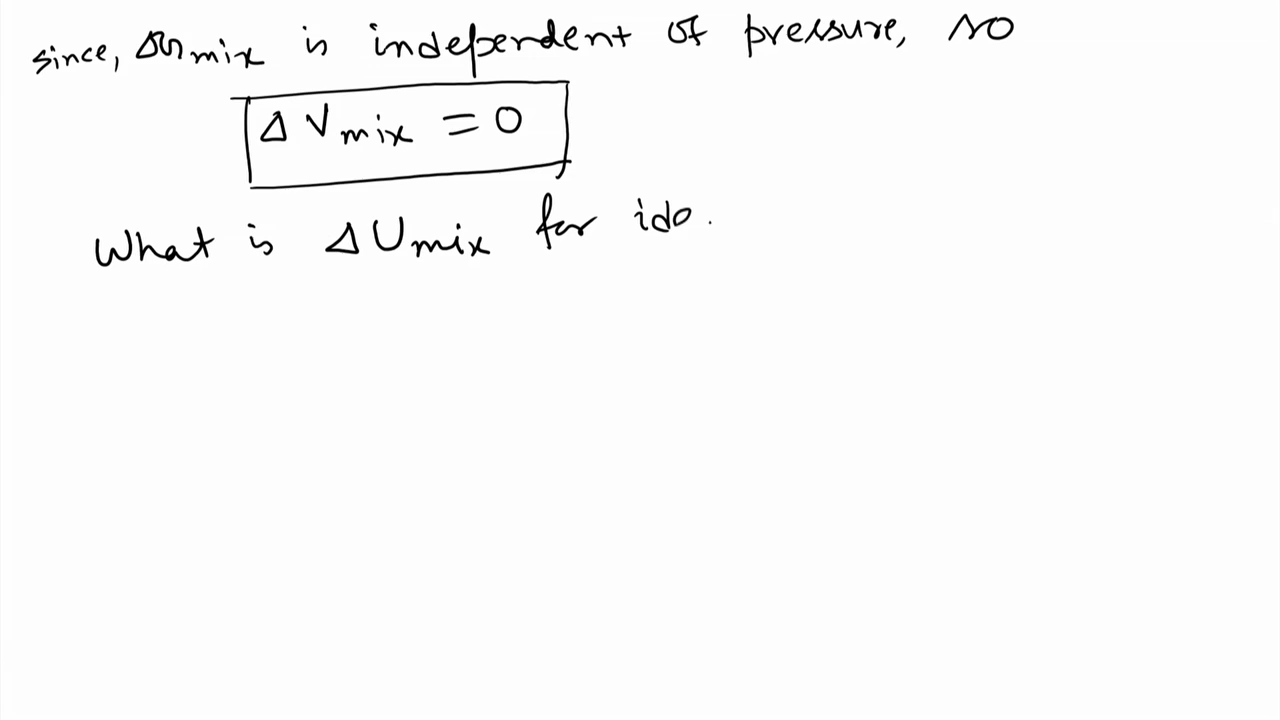 since, ΔGmix is independent of pressure, so
ΔVmix = 0
What is ΔUmix for ido.